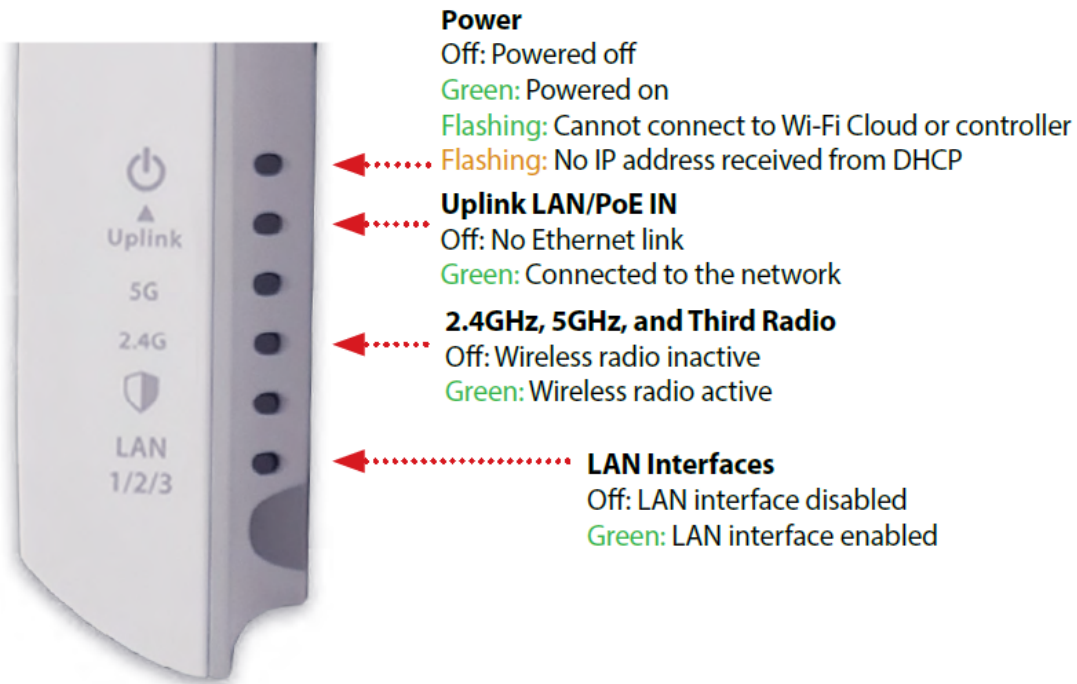 Power
Off: Powered off
Green: Powered on
Flashing: Cannot connect to Wi-Fi Cloud or controller
Flashing: No IP address received from DHCP
Uplink LAN/PoE IN
Off: No Ethernet link
Green: Connected to the network
2.4GHz, 5GHz, and Third Radio
Off: Wireless radio inactive
Green: Wireless radio active
LAN Interfaces
Off: LAN interface disabled
Green: LAN interface enabled
Uplink
5G
2.4G
LAN
1/2/3